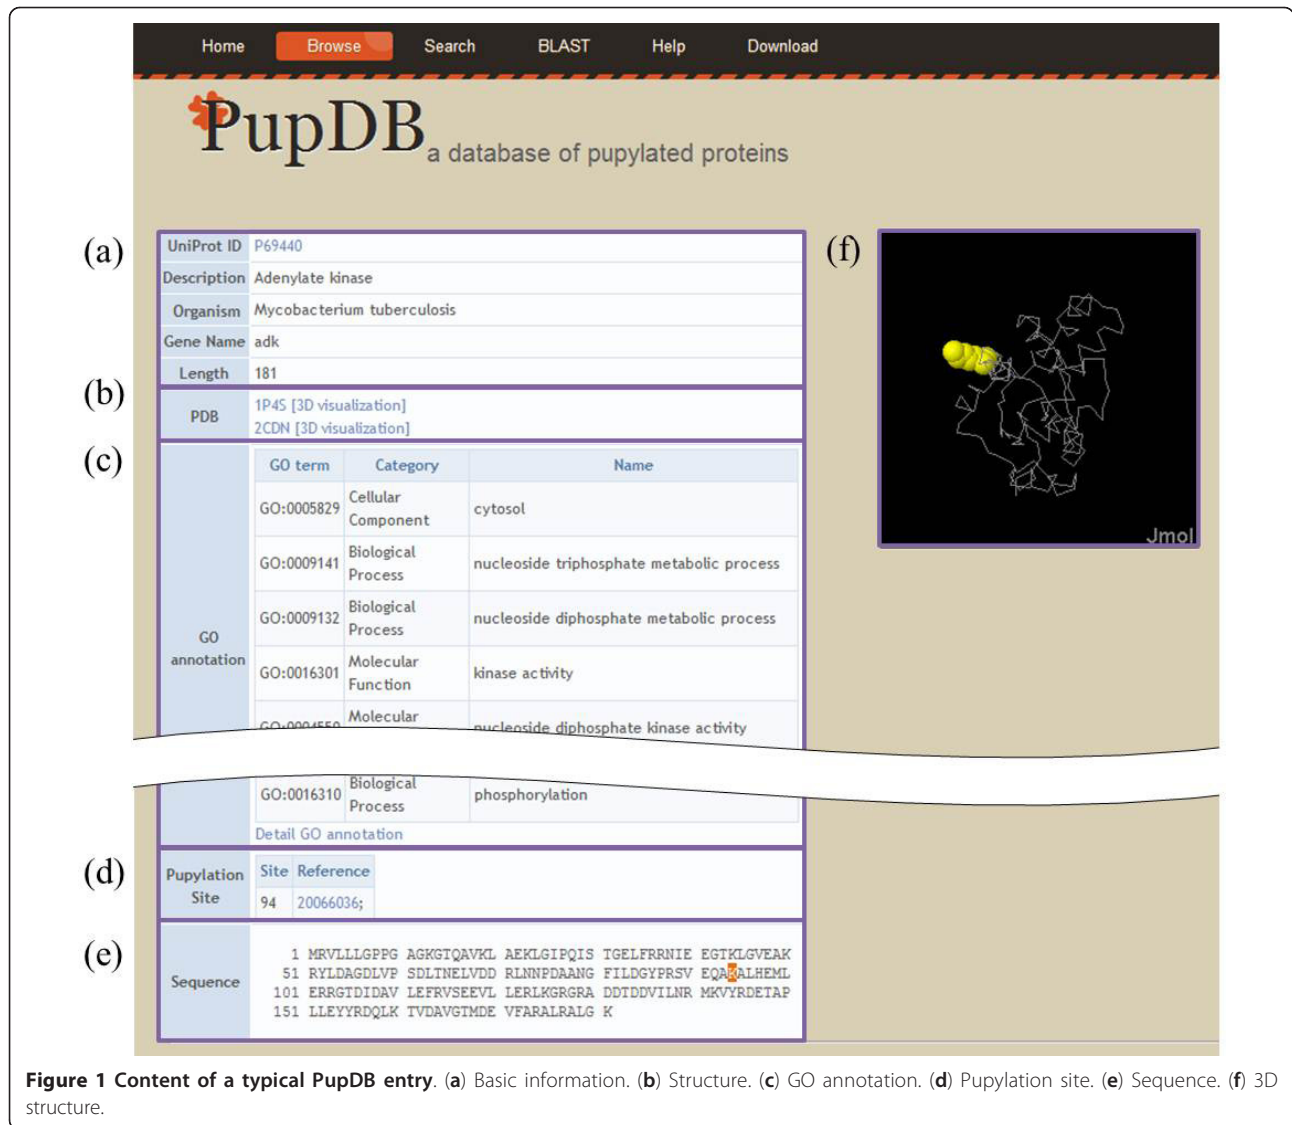 Home Browse Search BLAST Help Download
PupDB a database of pupylated proteins
(a)
UniProt ID P69440
Description Adenylate kinase
Organism Mycobacterium tuberculosis
Gene Name adk
Length 181
(b)
PDB
1P4S [3D visualization]
2CDN [3D visualization]
(c)
GO annotation
GO term Category Name
GO:0005829 Cellular Component cytosol
GO:0009141 Biological Process nucleoside triphosphate metabolic process
GO:0009132 Biological Process nucleoside diphosphate metabolic process
GO:0016301 Molecular Function kinase activity
GO:0004550 Molecular nucleoside diphosphate kinase activity
GO:0016310 Biological Process phosphorylation
Detail GO annotation
(d)
Pupylation Site
Site Reference
94 20066036;
(e)
Sequence
1 MRVLLLGPPG AGKGTQAVKL AEKLGIPQIS TGELFRRNIE EGTKLGVEAK
51 RYLDAGDLVP SDLTNELVDD RLNNPDAANG FILDGYPRSV EQAKALHEML
101 ERRGTDIDAV LEFRVSEEVL LERLKGRGRA DDTDDVILNR MKVYRDETAP
151 LLEYYRDQLK TVDAVGTMDE VFARALRALG K
(f)
Jmol
Figure 1 Content of a typical PupDB entry. (a) Basic information. (b) Structure. (c) GO annotation. (d) Pupylation site. (e) Sequence. (f) 3D
structure.